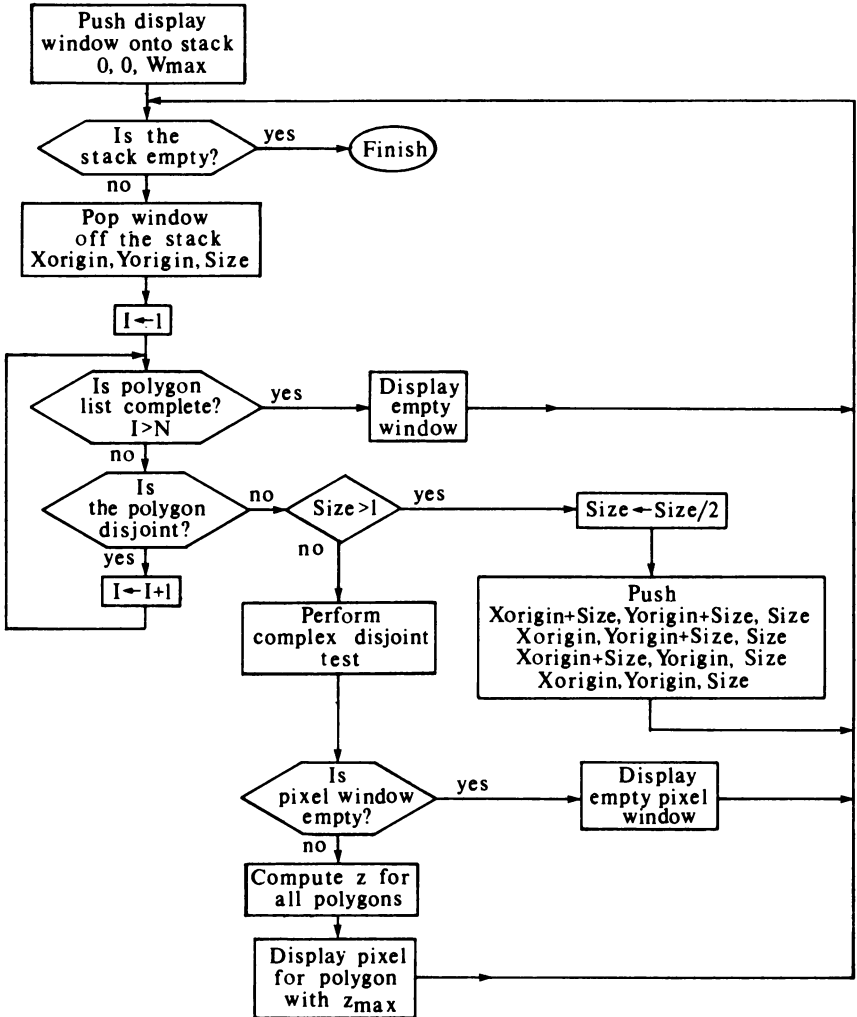 Push display
window onto stack
0, 0, Wmax
Is the
stack empty?
yes
Finish
no
Pop window
off the stack
Xorigin, Yorigin, Size
I←1
Is polygon
list complete?
I>N
yes
Display
empty
window
no
Is
the polygon
disjoint?
no
Size>1
yes
Size←Size/2
yes
no
I←I+1
Push
Xorigin+Size, Yorigin+Size, Size
Xorigin, Yorigin+Size, Size
Xorigin+Size, Yorigin, Size
Xorigin, Yorigin, Size
Perform
complex disjoint
test
Is
pixel window
empty?
yes
Display
empty pixel
window
no
Compute z for
all polygons
Display pixel
for polygon
with zmax